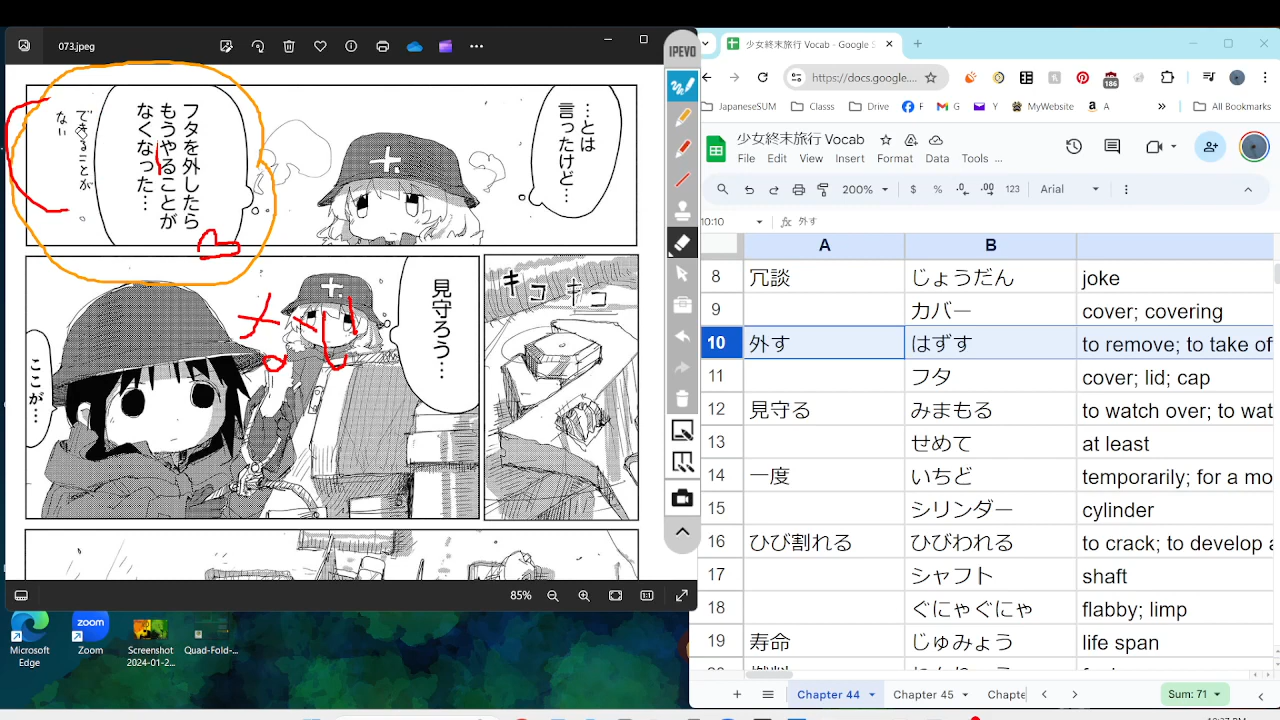 073.jpeg
…とは
言ったけど…
フタを外したら
もうやることが
なくなった…
できることが
ない
見守ろう…
キコキコ
ここが…
85%
1:1
Microsoft Edge
Zoom
Screenshot
2024-01-2...
Quad-Fold-...
IPEVO
少女終末旅行 Vocab - Google S
https://docs.google....
186
JapanesesSUM
Classs
Drive
F
G
MyWebsite
A
»
All Bookmarks
少女終末旅行 Vocab
File
Edit
View
Insert
Format
Data
Tools
...
200%
$
%
.0
.00
123
Arial
10:10
fx
外す
A
B
8 冗談 じょうだん joke
9 カバー cover; covering
10 外す はずす to remove; to take of
11 フタ cover; lid; cap
12 見守る みまもる to watch over; to wat
13 せめて at least
14 一度 いちど temporarily; for a mo
15 シリンダー cylinder
16 ひび割れる ひびわれる to crack; to develop a
17 シャフト shaft
18 ぐにゃぐにゃ flabby; limp
19 寿命 じゅみょう life span
Chapter 44
Chapter 45
Chapte
Sum: 71